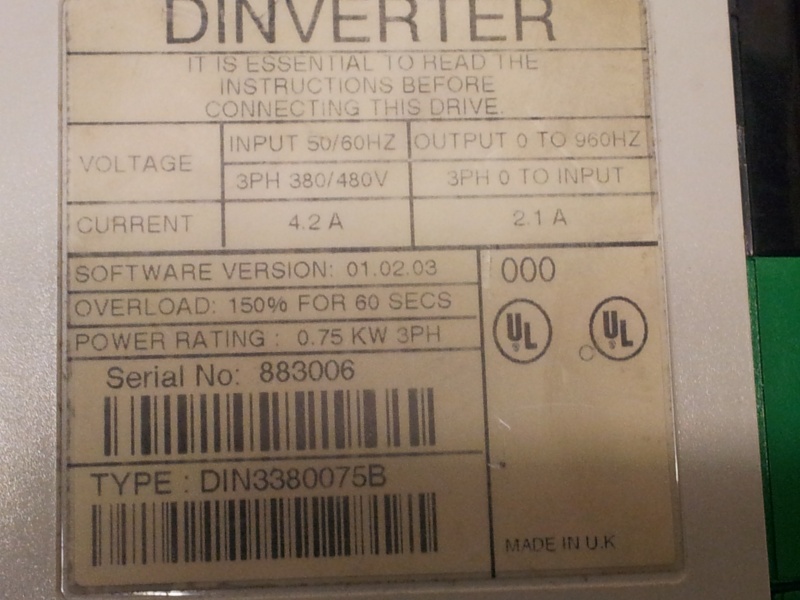 DINVERTER
IT IS ESSENTIAL TO READ THE
INSTRUCTIONS BEFORE
CONNECTING THIS DRIVE.
VOLTAGE
INPUT 50/60HZ
OUTPUT 0 TO 960HZ
3PH 380/480V
3PH 0 TO INPUT
CURRENT
4.2 A
2.1 A
SOFTWARE VERSION: 01.02.03
OVERLOAD: 150% FOR 60 SECS
POWER RATING : 0.75 KW 3PH
Serial No: 883006
TYPE : DIN3380075B
000
UL
UL
MADE IN U.K